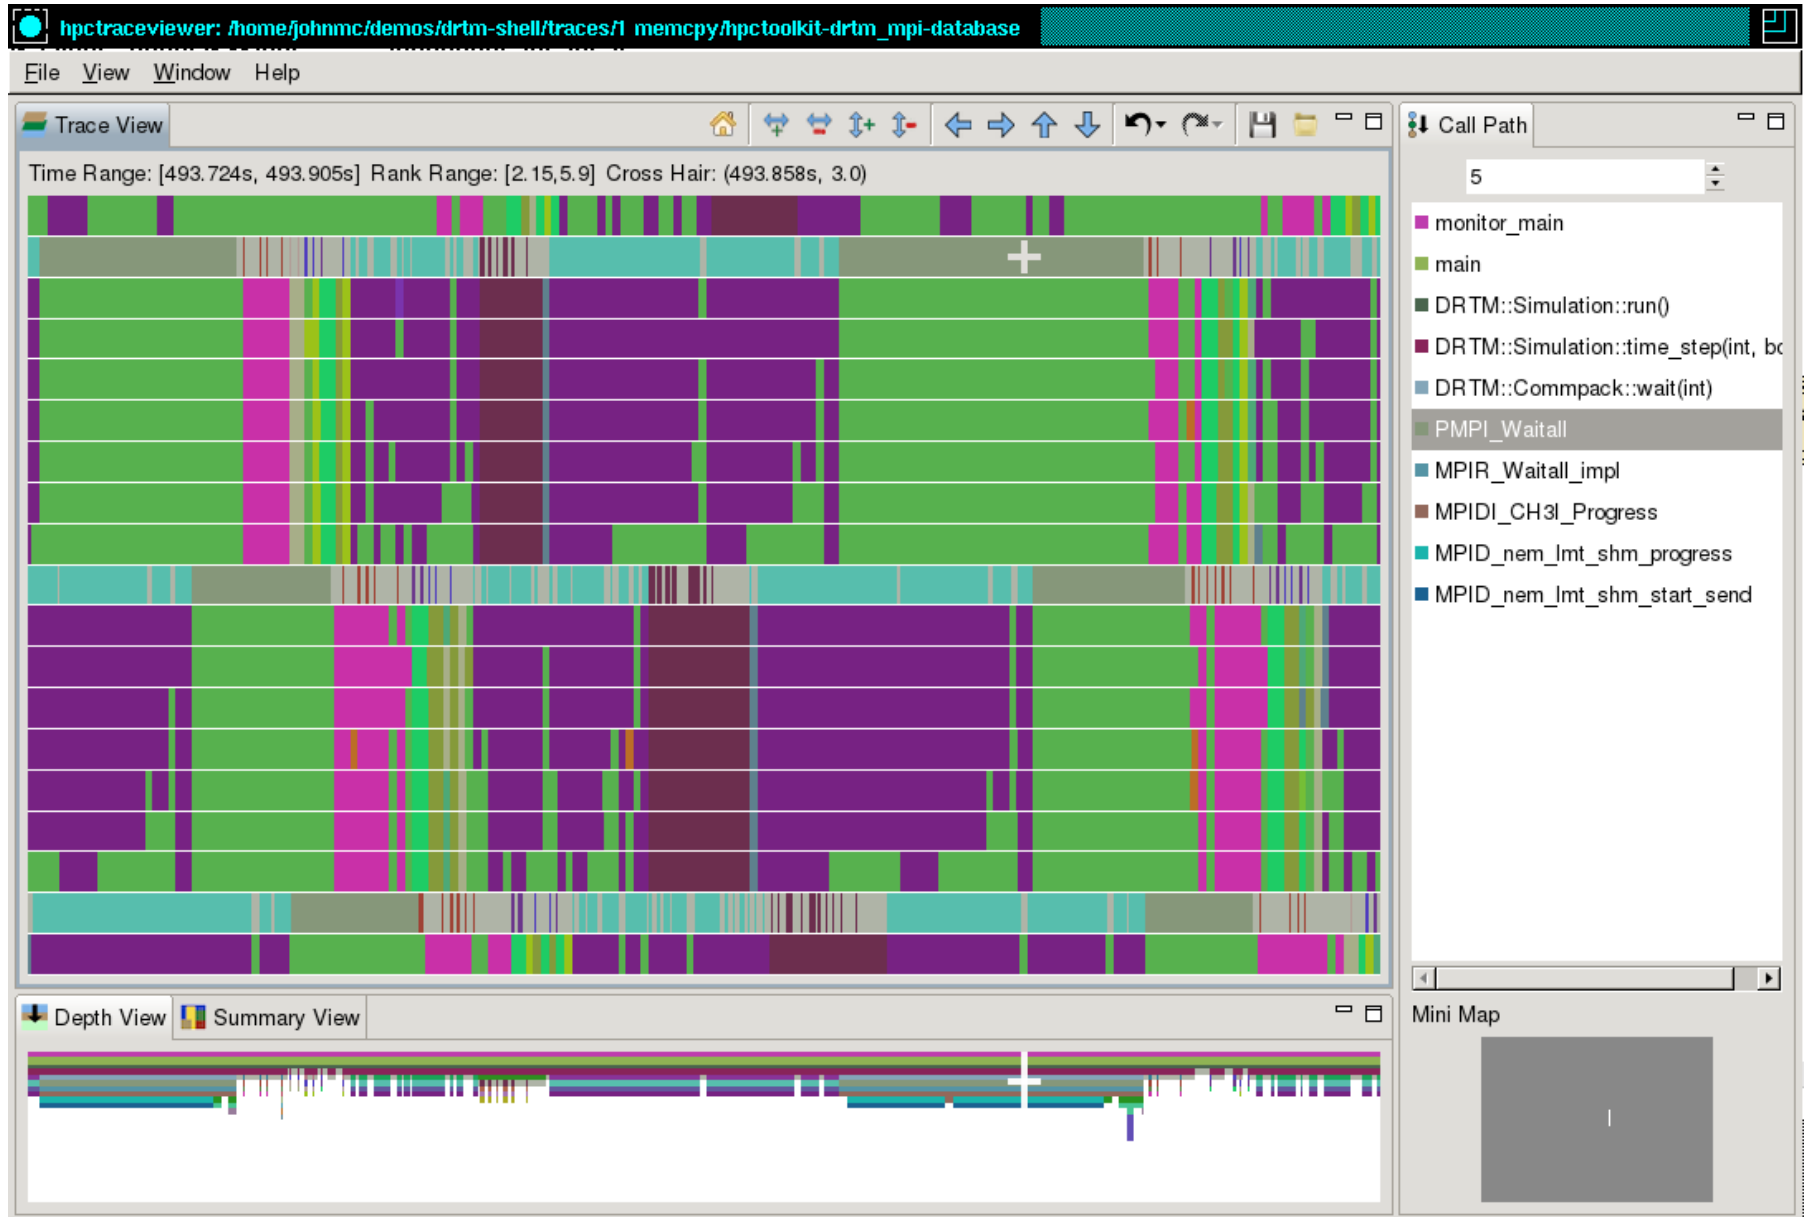 hpctraceviewer: /home/johnmc/demos/drtm-shell/traces/1 memcpy/hpctoolkit-drtm_mpi-database
File View Window Help
Trace View
Time Range: [493.724s, 493.905s] Rank Range: [2.15,5.9] Cross Hair: (493.858s, 3.0)
Call Path
5
monitor_main
main
DRTM::Simulation::run()
DRTM::Simulation::time_step(int, bo
DRTM::Commpack::wait(int)
PMPI_Waitall
MPIR_Waitall_impl
MPIDI_CH3I_Progress
MPID_nem_lmt_shm_progress
MPID_nem_lmt_shm_start_send
Depth View
Summary View
Mini Map